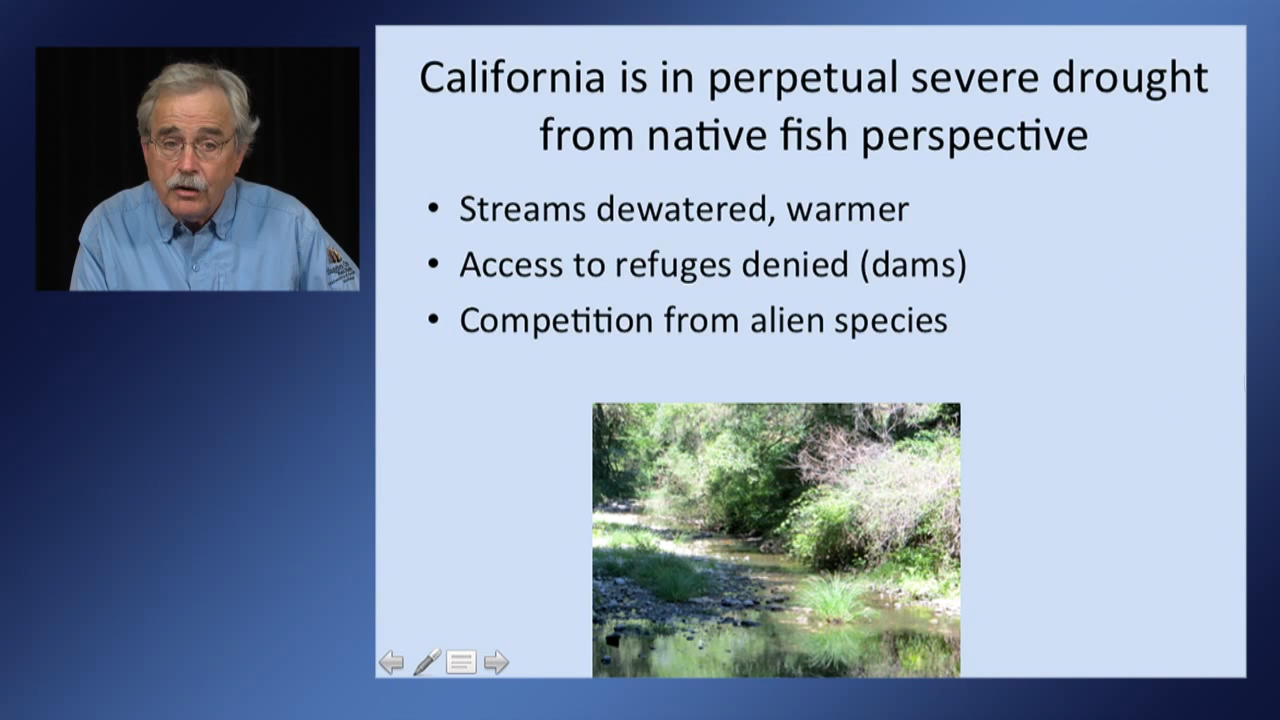 California is in perpetual severe drought
from native fish perspective
• Streams dewatered, warmer
• Access to refuges denied (dams)
• Competition from alien species